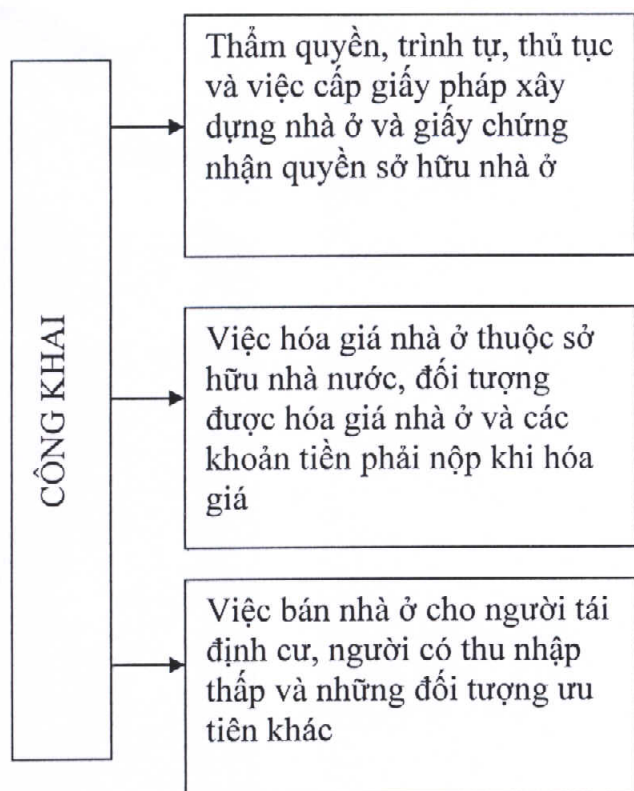 CÔNG KHAI
Thẩm quyền, trình tự, thủ tục
và việc cấp giấy pháp xây
dựng nhà ở và giấy chứng
nhận quyền sở hữu nhà ở
Việc hóa giá nhà ở thuộc sở
hữu nhà nước, đối tượng
được hóa giá nhà ở và các
khoản tiền phải nộp khi hóa
giá
Việc bán nhà ở cho người tái
định cư, người có thu nhập
thấp và những đối tượng ưu
tiên khác